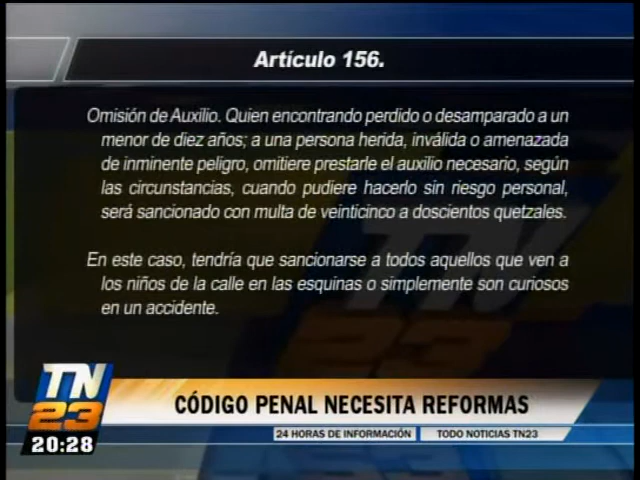 Artículo 156.
Omisión de Auxilio. Quien encontrando perdido o desamparado a un
menor de diez años; a una persona herida, inválida o amenazada
de inminente peligro, omitiere prestarle el auxilio necesario, según
las circunstancias, cuando pudiere hacerlo sin riesgo personal,
será sancionado con multa de veinticinco a doscientos quetzales.
En este caso, tendría que sancionarse a todos aquellos que ven a
los niños de la calle en las esquinas o simplemente son curiosos
en un accidente.
TN
23
TN
23
20:28
CÓDIGO PENAL NECESITA REFORMAS
24 HORAS DE INFORMACIÓN
TODO NOTICIAS TN23